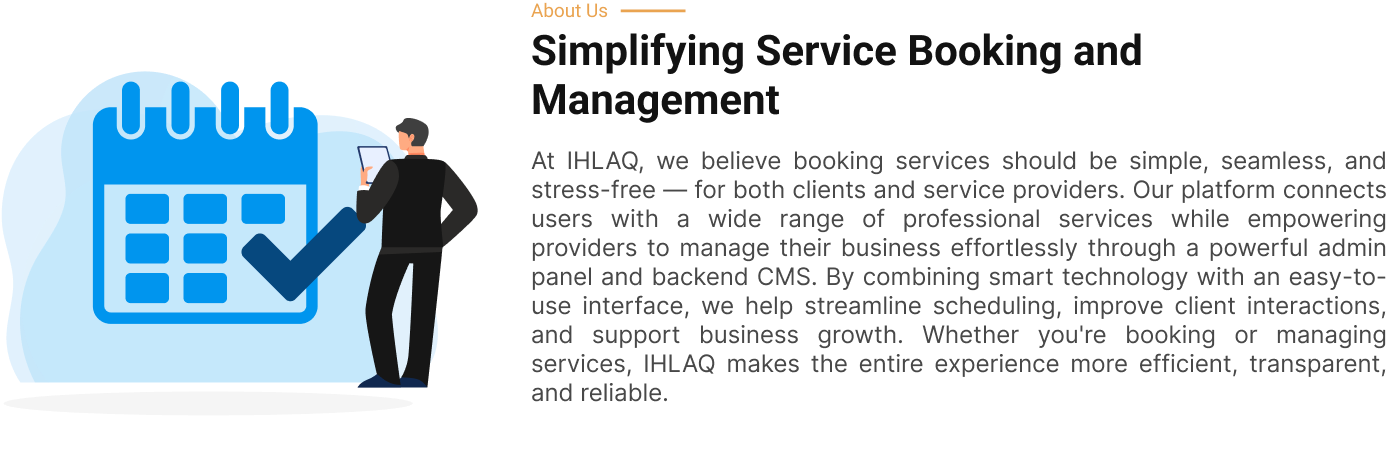 About Us
Simplifying Service Booking and
Management
At IHLAQ, we believe booking services should be simple, seamless, and
stress-free — for both clients and service providers. Our platform connects
users with a wide range of professional services while empowering
providers to manage their business effortlessly through a powerful admin
panel and backend CMS. By combining smart technology with an easy-to-
use interface, we help streamline scheduling, improve client interactions,
and support business growth. Whether you're booking or managing
services, IHLAQ makes the entire experience more efficient, transparent,
and reliable.